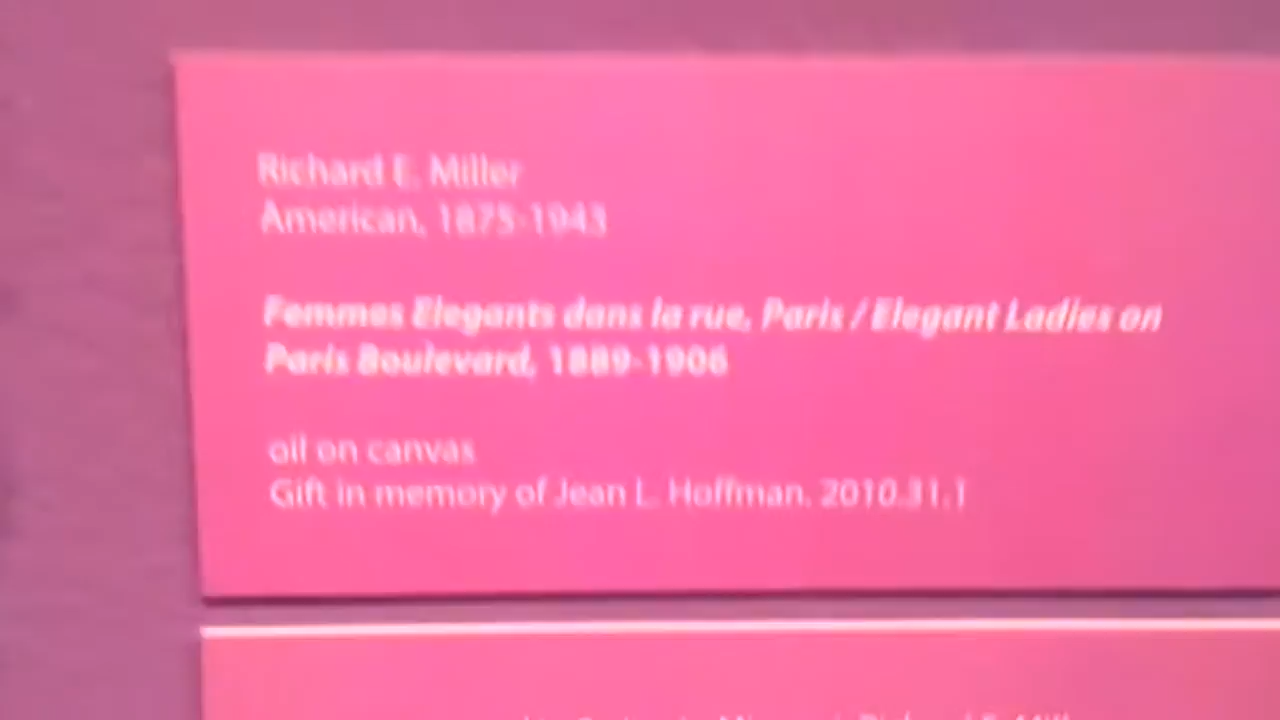 Richard E. Miller
American, 1875-1943
Femmes Elegants dans la rue, Paris / Elegant Ladies on
Paris Boulevard, 1889-1906
oil on canvas
Gift in memory of Jean L. Hoffman. 2010.31.1